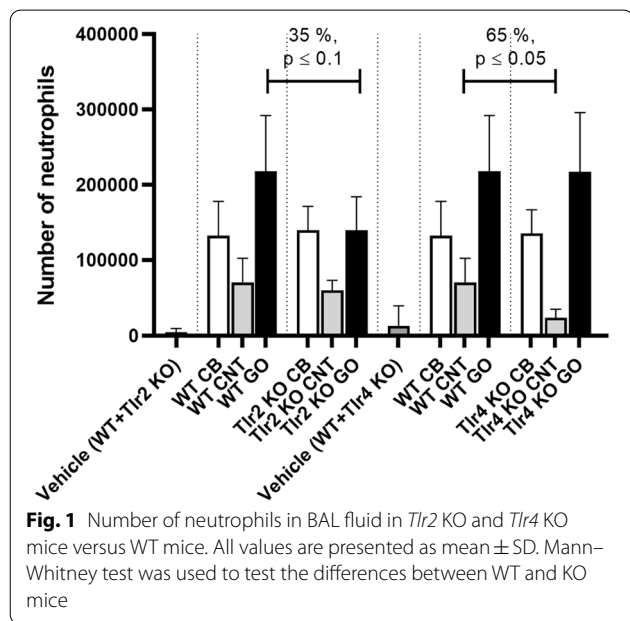 35 %,
p ≤ 0.1
65 %,
p ≤ 0.05
Number of neutrophils
400000
300000
200000
100000
0
Vehicle (WT+Tlr2 KO)
WT CB
WT CNT
WT GO
Tlr2 KO CB
Tlr2 KO CNT
Tlr2 KO GO
Vehicle (WT+Tlr4 KO)
WT CB
WT CNT
WT GO
Tlr4 KO CB
Tlr4 KO CNT
Tlr4 KO GO
Fig. 1 Number of neutrophils in BAL fluid in Tlr2 KO and Tlr4 KO
mice versus WT mice. All values are presented as mean ± SD. Mann–
Whitney test was used to test the differences between WT and KO
mice